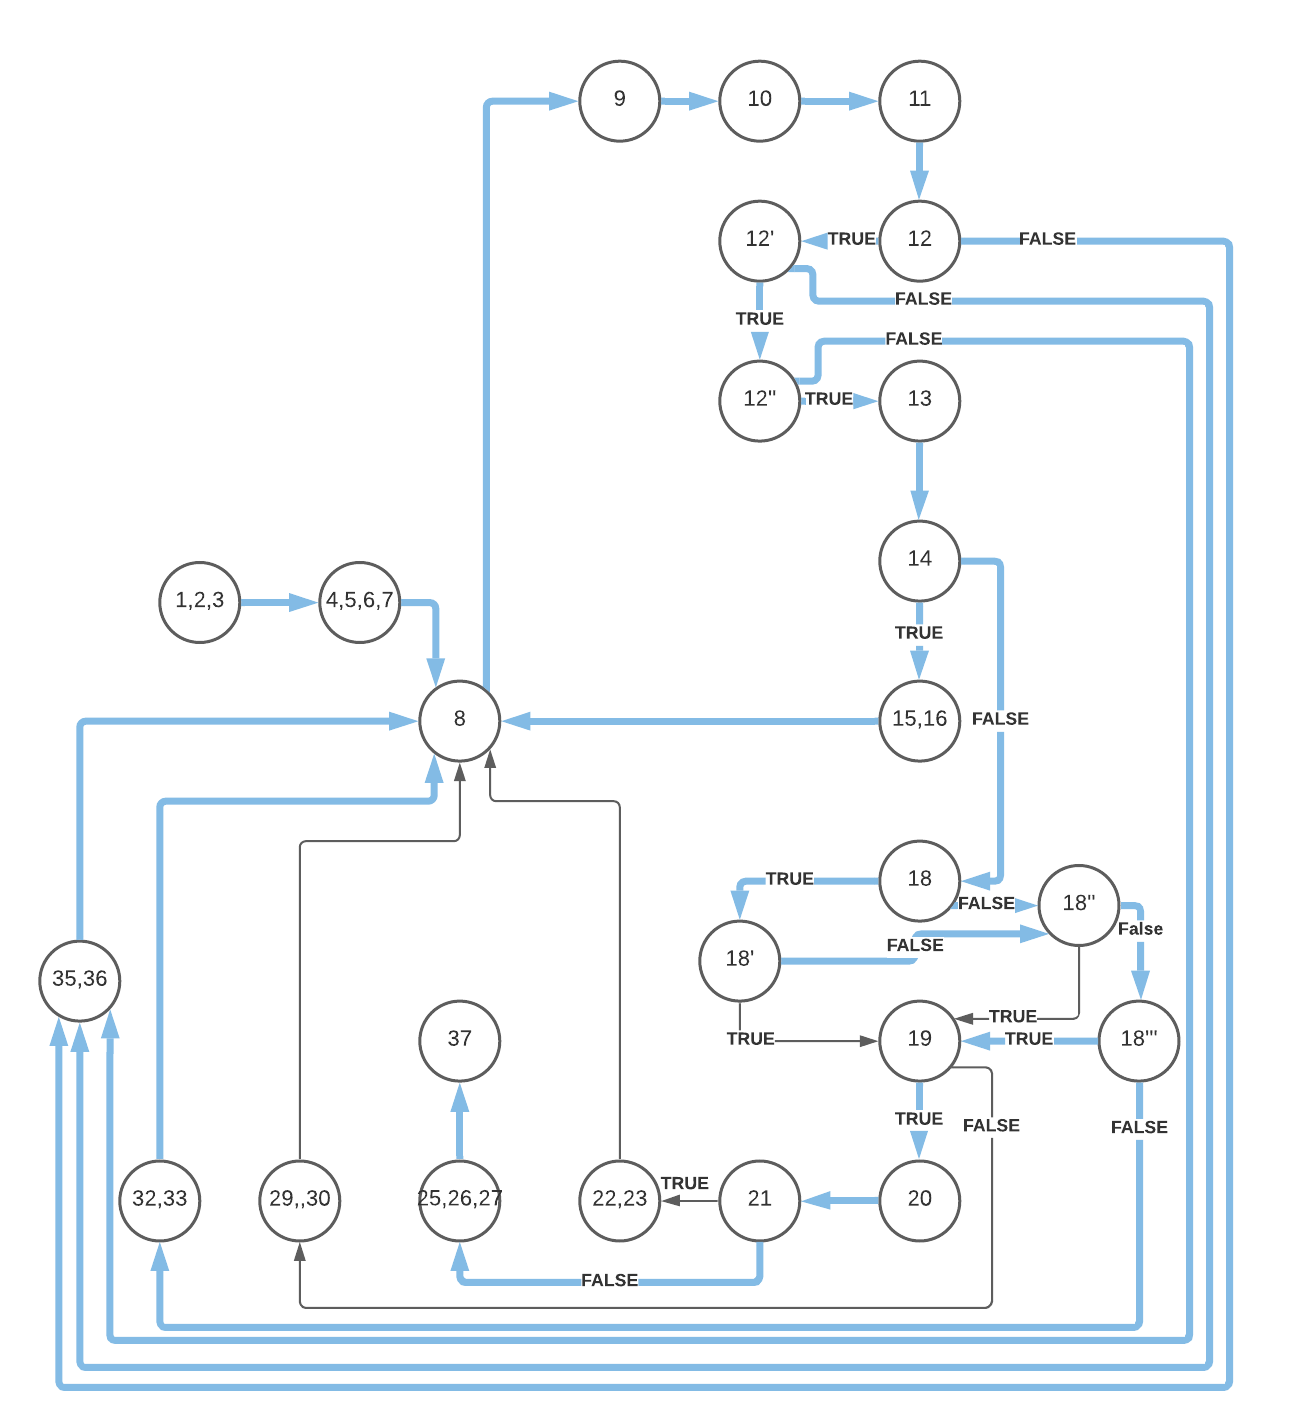 9
10
11
12'
TRUE
12
FALSE
FALSE
TRUE
FALSE
12"
TRUE
13
14
1,2,3
4,5,6,7
TRUE
8
15,16
FALSE
18
TRUE
FALSE
18"
False
FALSE
18'
35,36
37
TRUE
19
TRUE
TRUE
18'''
TRUE
FALSE
FALSE
32,33
29,,30
25,26,27
22,23
TRUE
21
20
FALSE